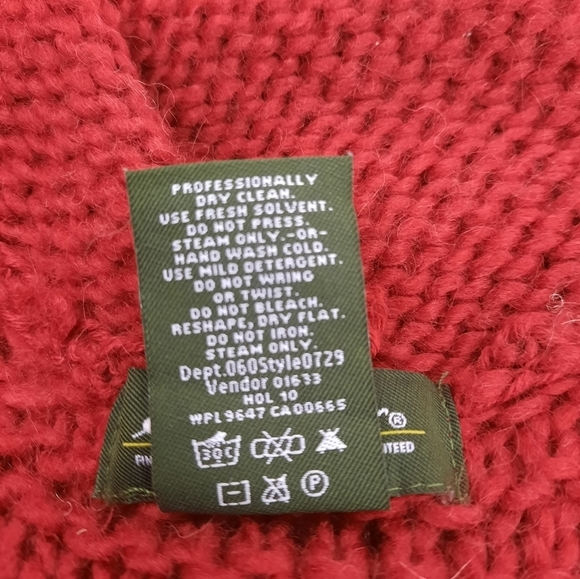 PROFESSIONALLY
DRY CLEAN.
USE FRESH SOLVENT.
DO NOT PRESS.
STEAM ONLY.-OR-
HAND WASH COLD.
USE MILD DETERGENT.
DO NOT WRING
OR TWIST.
DO NOT BLEACH.
RESHAPE, DRY FLAT.
DO NOT IRON.
STEAM ONLY.
Dept.060Style0729
Vendor 01633
HOL 10
WPL9647 CA00665
®
30C
P